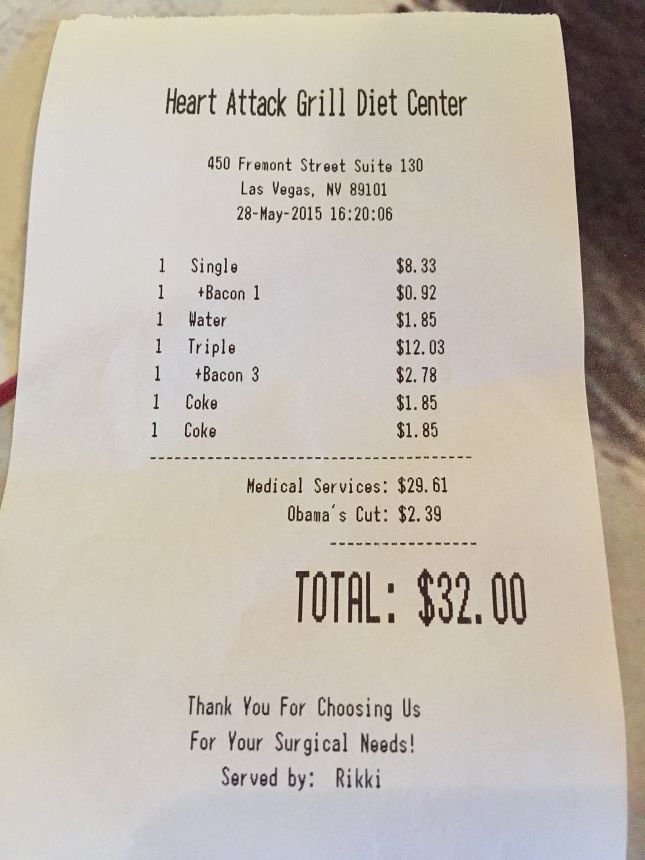 Heart Attack Grill Diet Center
450 Fremont Street Suite 130
Las Vegas, NV 89101
28-May-2015 16:20:06
1 Single $8.33
1 +Bacon 1 $0.92
1 Water $1.85
1 Triple $12.03
1 +Bacon 3 $2.78
1 Coke $1.85
1 Coke $1.85
----------------------------------------
Medical Services: $29.61
Obama's Cut: $2.39
------------------
TOTAL: $32.00
Thank You For Choosing Us
For Your Surgical Needs!
Served by: Rikki